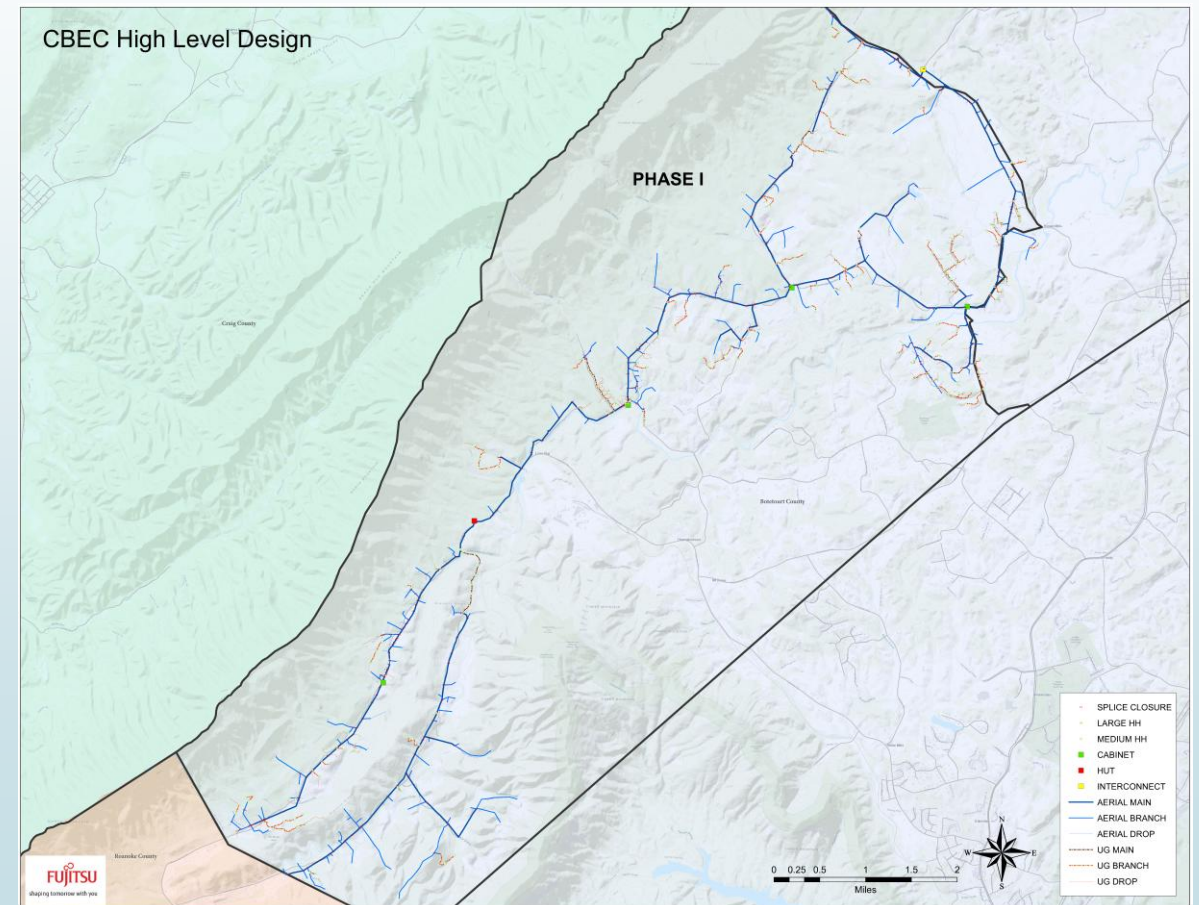 CBEC High Level Design
PHASE I
Craig County
Botetourt County
Roanoke County
FUJITSU
shaping tomorrow with you
0 0.25 0.5 1 1.5 2
Miles
N
W E
S
SPLICE CLOSURE
LARGE HH
MEDIUM HH
CABINET
HUT
INTERCONNECT
AERIAL MAIN
AERIAL BRANCH
AERIAL DROP
UG MAIN
UG BRANCH
UG DROP